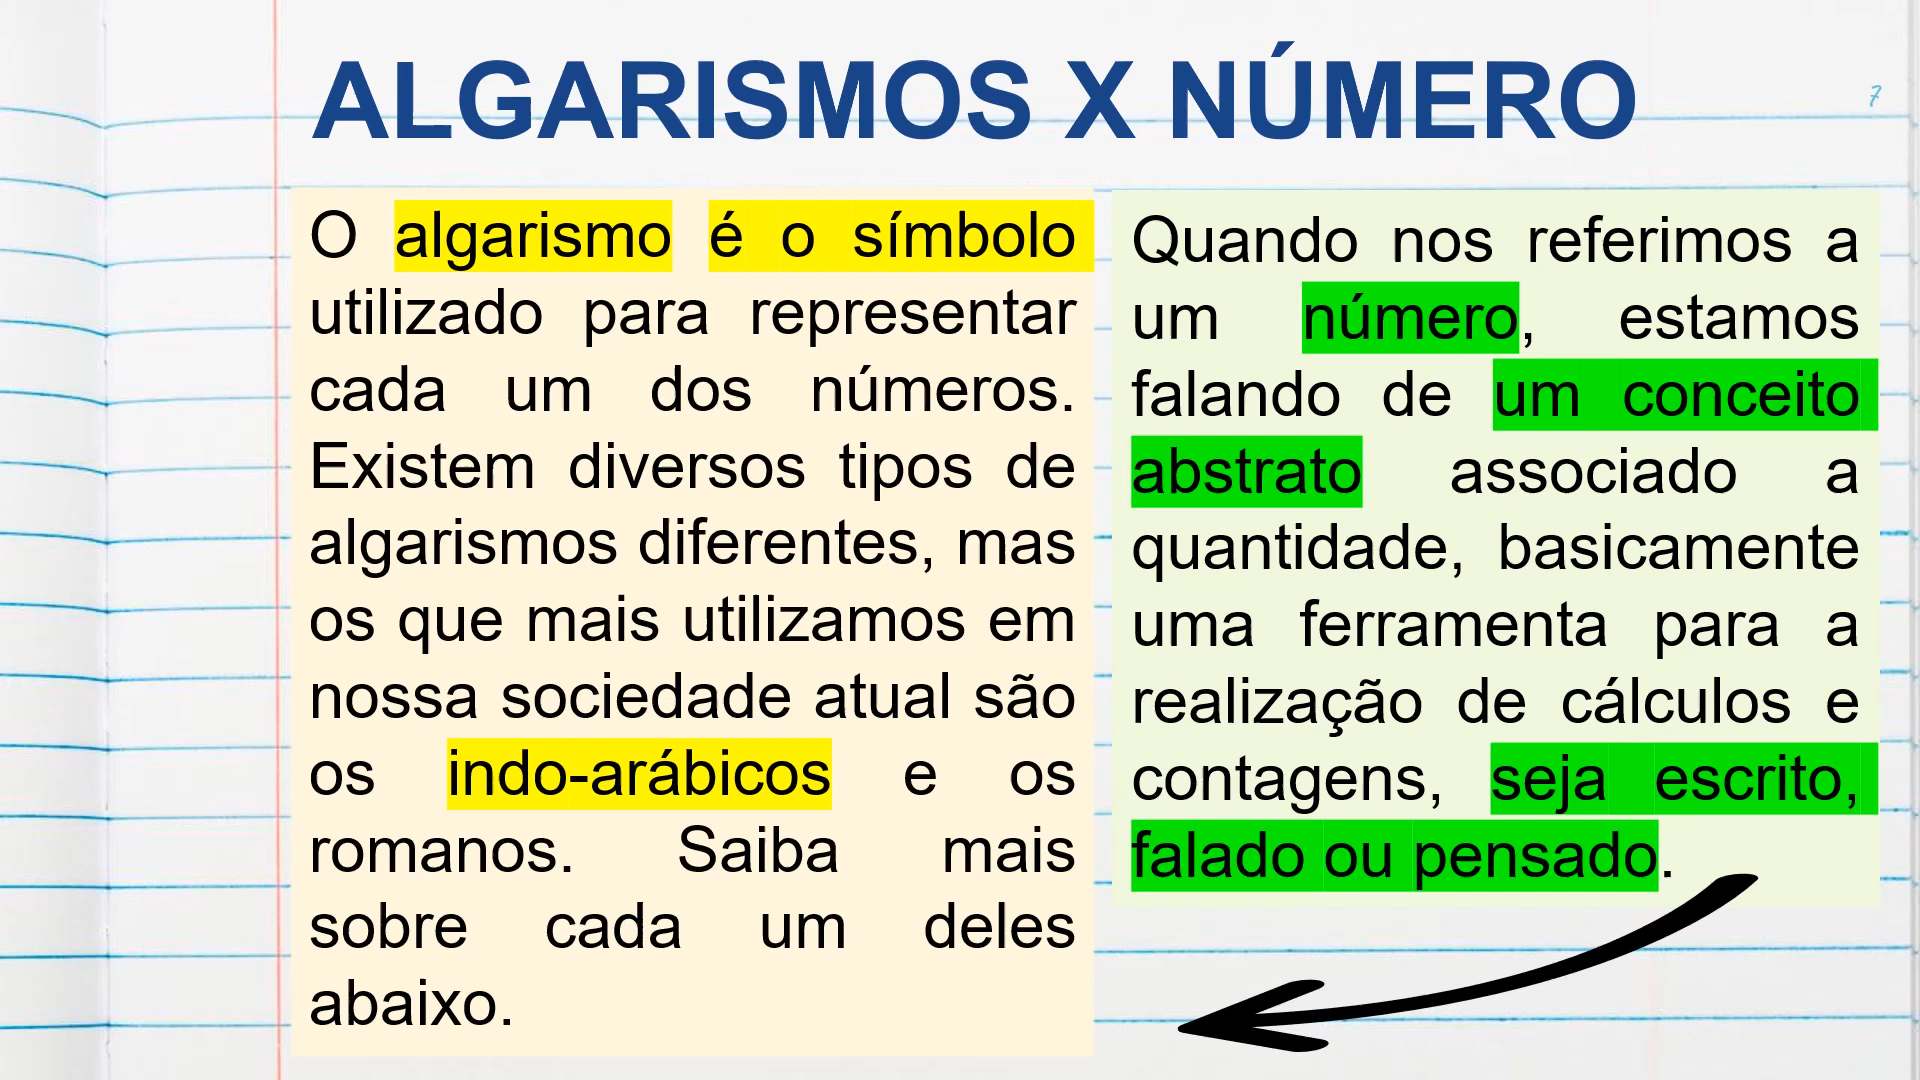 ALGARISMOS X NÚMERO
7
O algarismo é o símbolo
utilizado para representar
cada um dos números.
Existem diversos tipos de
algarismos diferentes, mas
os que mais utilizamos em
nossa sociedade atual são
os indo-arábicos e os
romanos. Saiba mais
sobre cada um deles
abaixo.
Quando nos referimos a
um número, estamos
falando de um conceito
abstrato associado a
quantidade, basicamente
uma ferramenta para a
realização de cálculos e
contagens, seja escrito,
falado ou pensado.